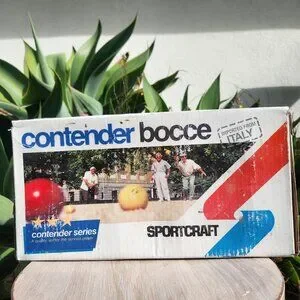 contender bocce
IMPORTED FROM
ITALY
contender series
SPORTCRAFT